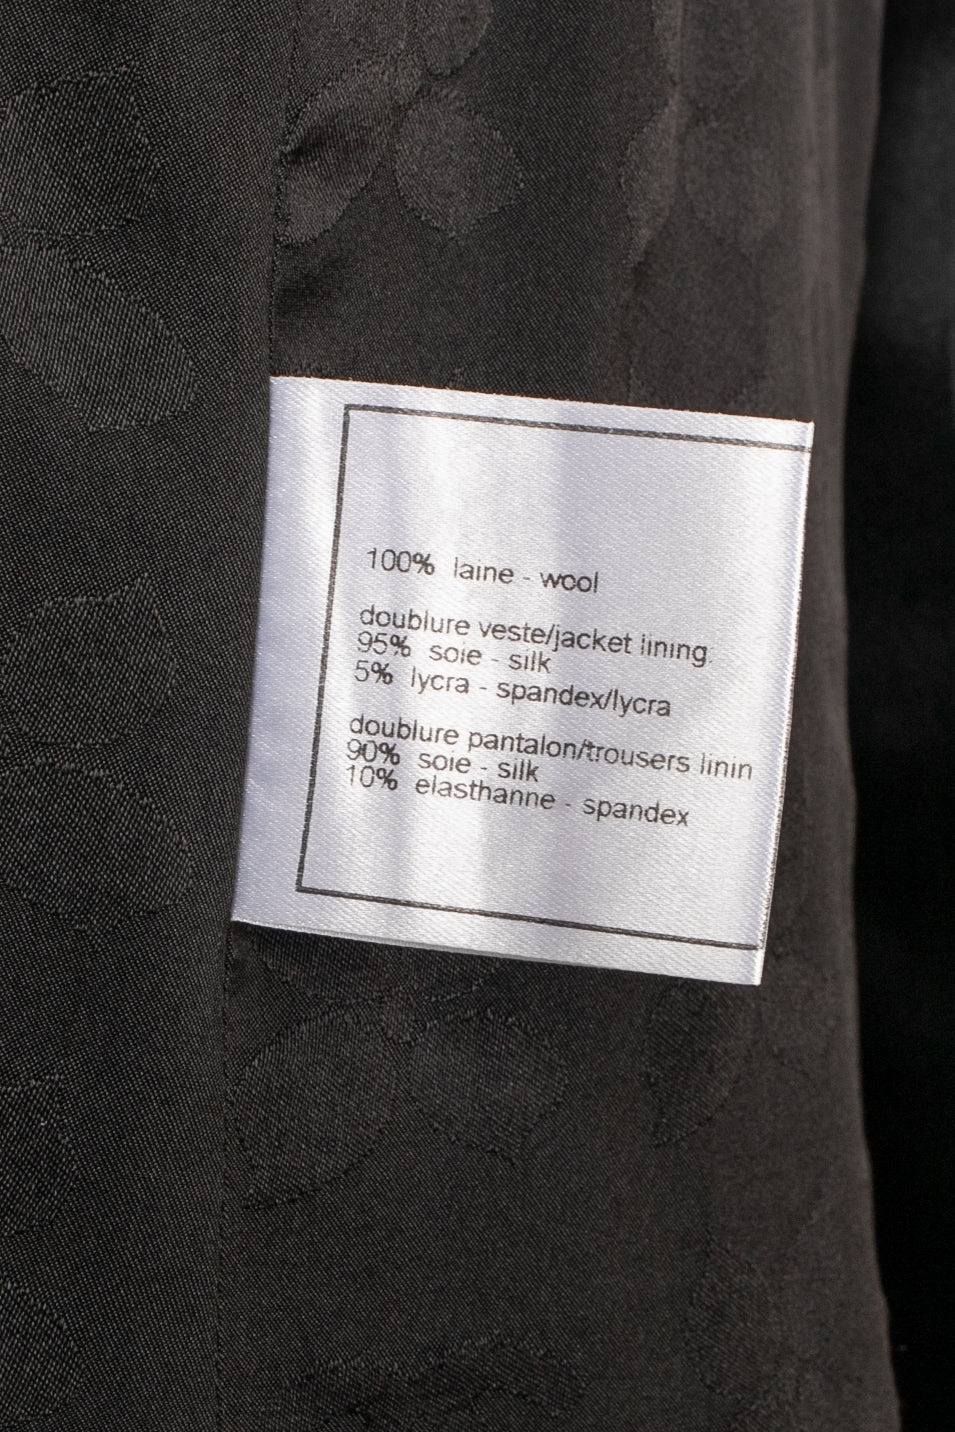 100% laine - wool
doublure veste/jacket lining
95% soie - silk
5% lycra - spandex/lycra
doublure pantalon/trousers linin
90% soie - silk
10% elasthanne - spandex